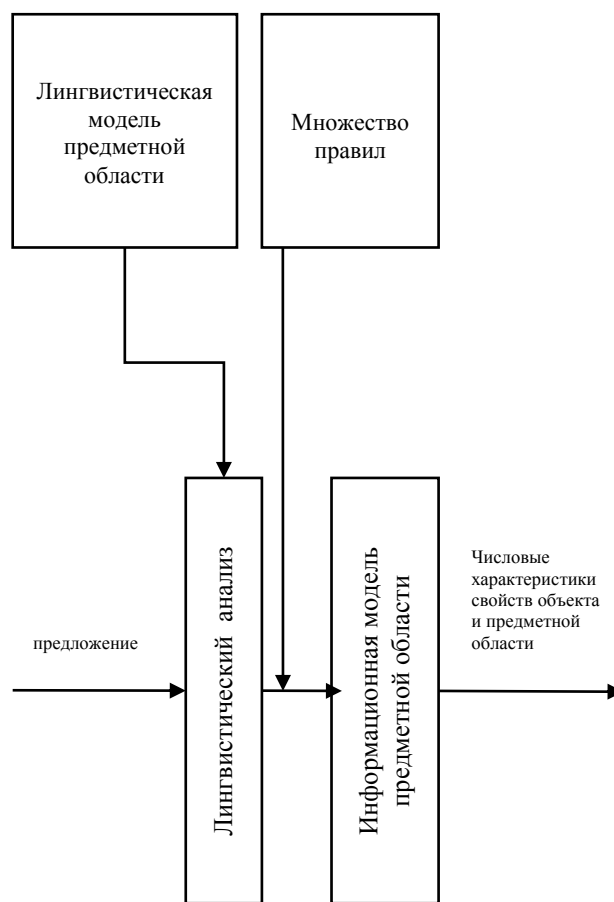 Лингвистическая
модель
предметной
области
Множество
правил
предложение
Лингвистический анализ
Информационная модель
предметной области
Числовые
характеристики
свойств объекта
и предметной
области